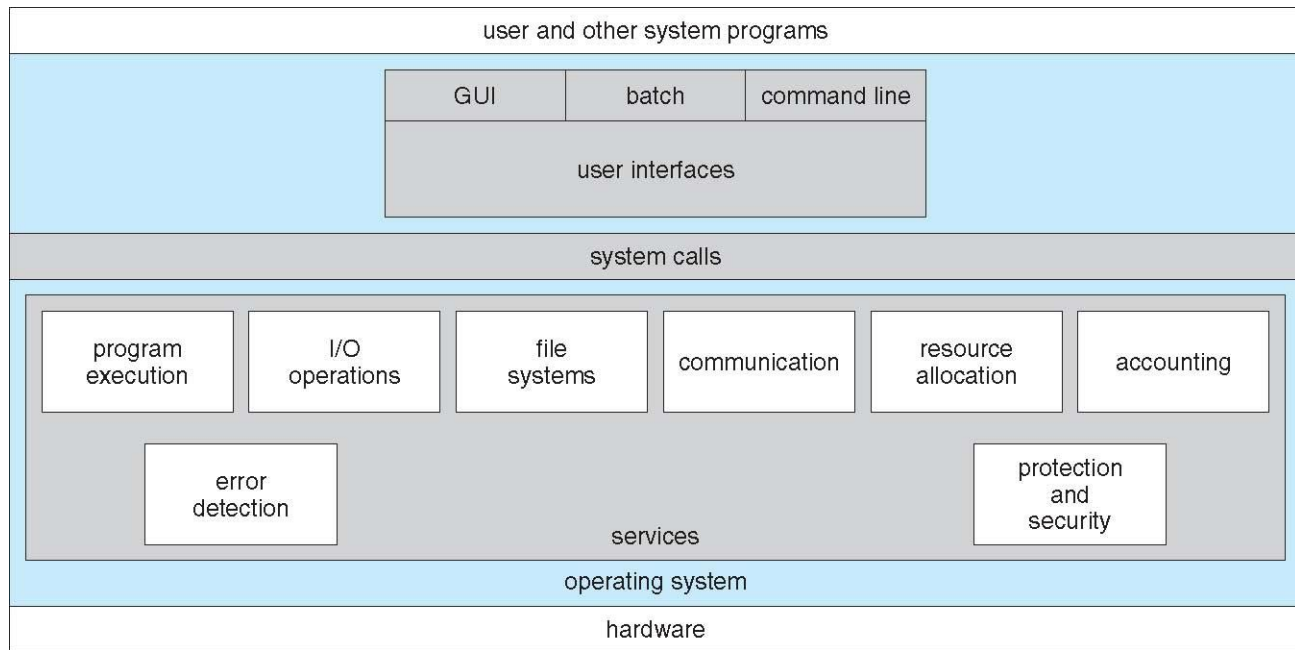 user and other system programs
GUI
batch
command line
user interfaces
system calls
program
execution
I/O
operations
file
systems
communication
resource
allocation
accounting
error
detection
protection
and
security
services
operating system
hardware